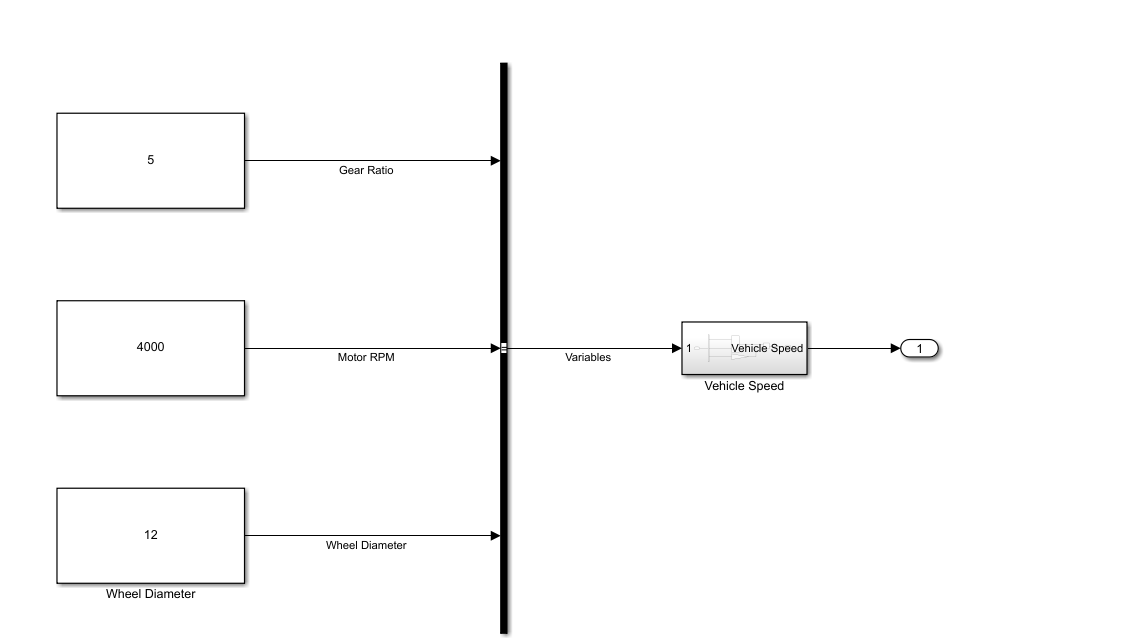 5
Gear Ratio
4000
Motor RPM
Variables
1
Vehicle Speed
1
Vehicle Speed
12
Wheel Diameter
Wheel Diameter